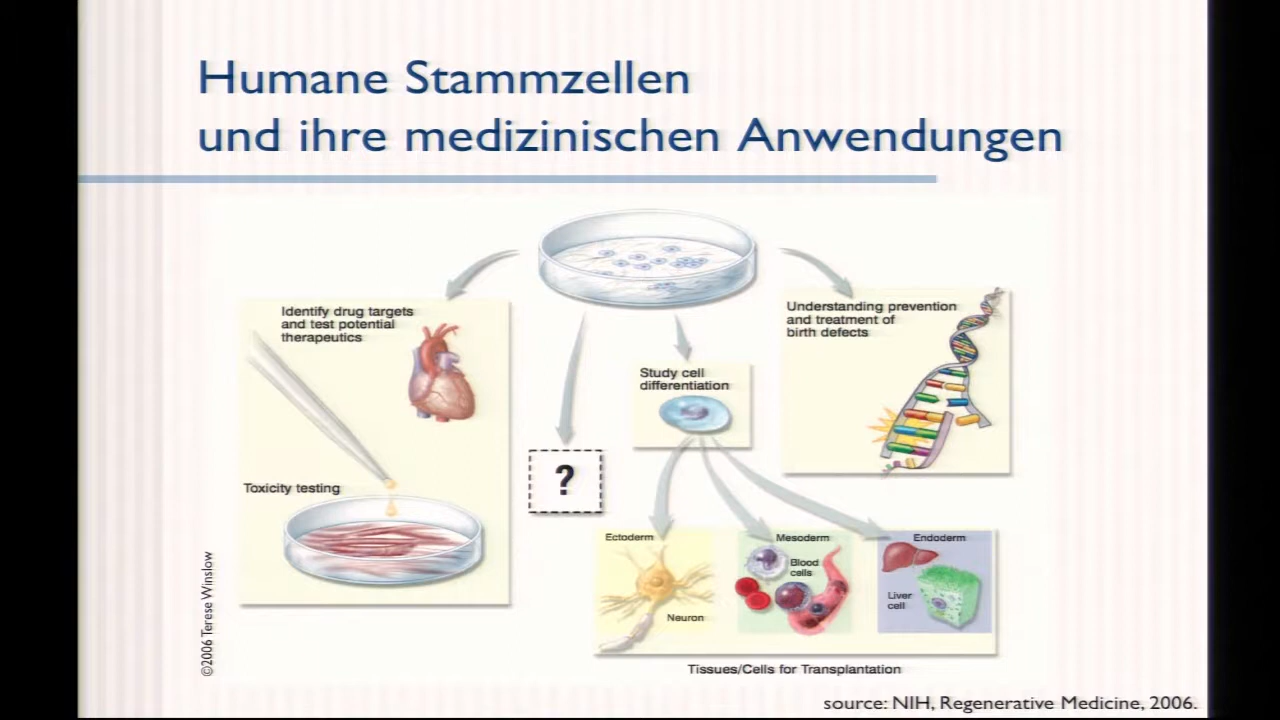 Humane Stammzellen
und ihre medizinischen Anwendungen
Identify drug targets
and test potential
therapeutics
Toxicity testing
?
Study cell
differentiation
Understanding prevention
and treatment of
birth defects
Ectoderm
Neuron
Mesoderm
Blood
cells
Endoderm
Liver
cell
Tissues/Cells for Transplantation
©2006 Terese Winslow
source: NIH, Regenerative Medicine, 2006.